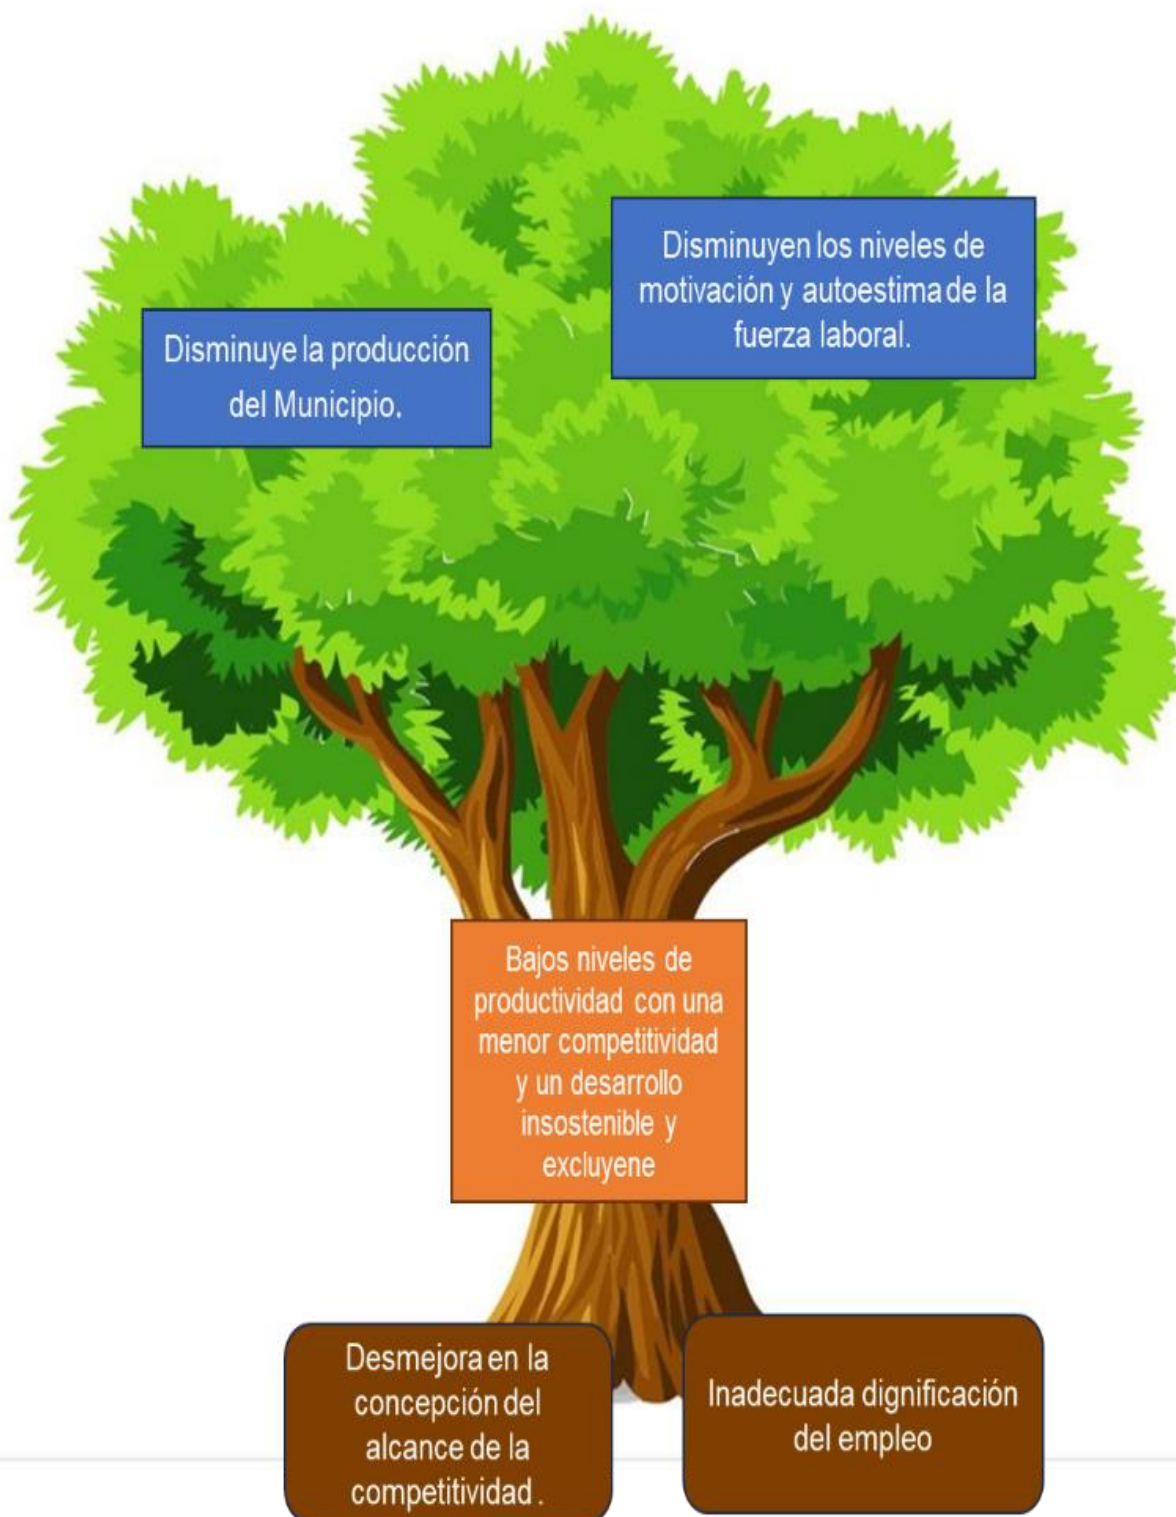 Disminuyen los niveles de
motivación y autoestima de la
fuerza laboral.
Disminuye la producción
del Municipio.
Bajos niveles de
productividad con una
menor competitividad
y un desarrollo
insostenible y
excluyene
Desmejora en la
concepción del
alcance de la
competitividad .
Inadecuada dignificación
del empleo